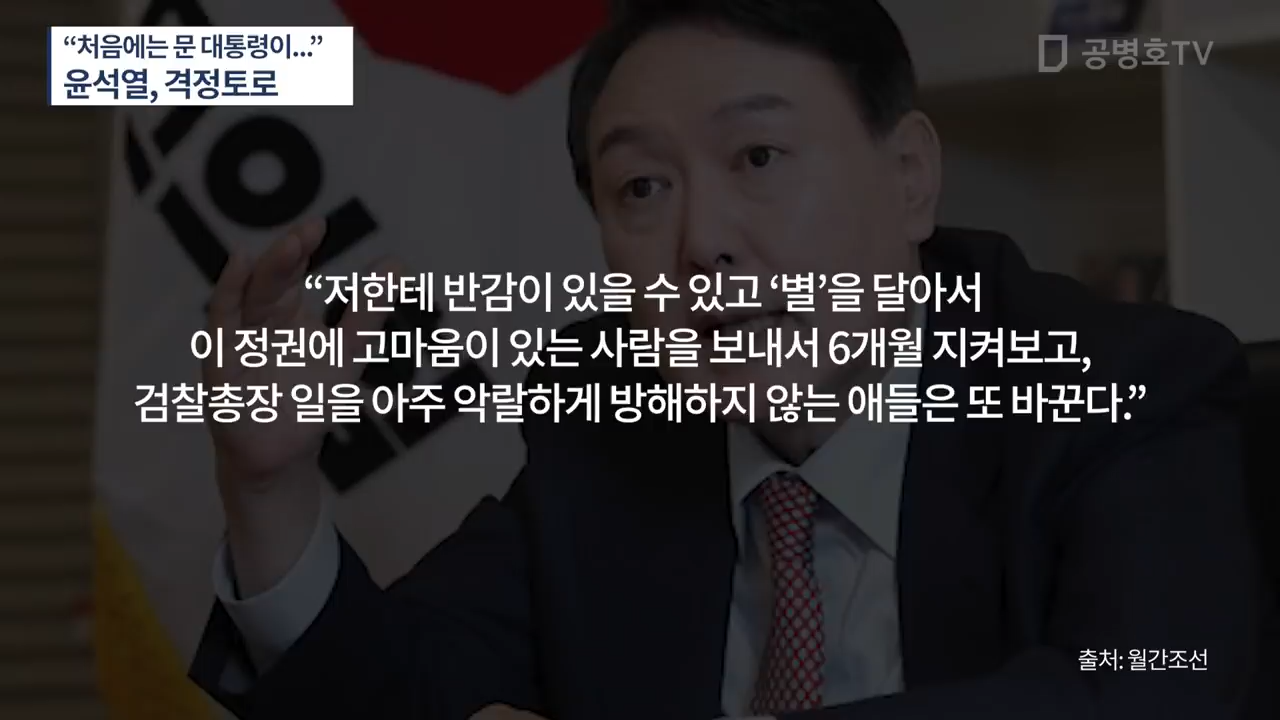 “처음에는 문 대통령이...”
윤석열, 격정토로
공병호TV
“저한테 반감이 있을 수 있고 ‘별’을 달아서
이 정권에 고마움이 있는 사람을 보내서 6개월 지켜보고,
검찰총장 일을 아주 악랄하게 방해하지 않는 애들은 또 바꾼다.”
출처: 월간조선